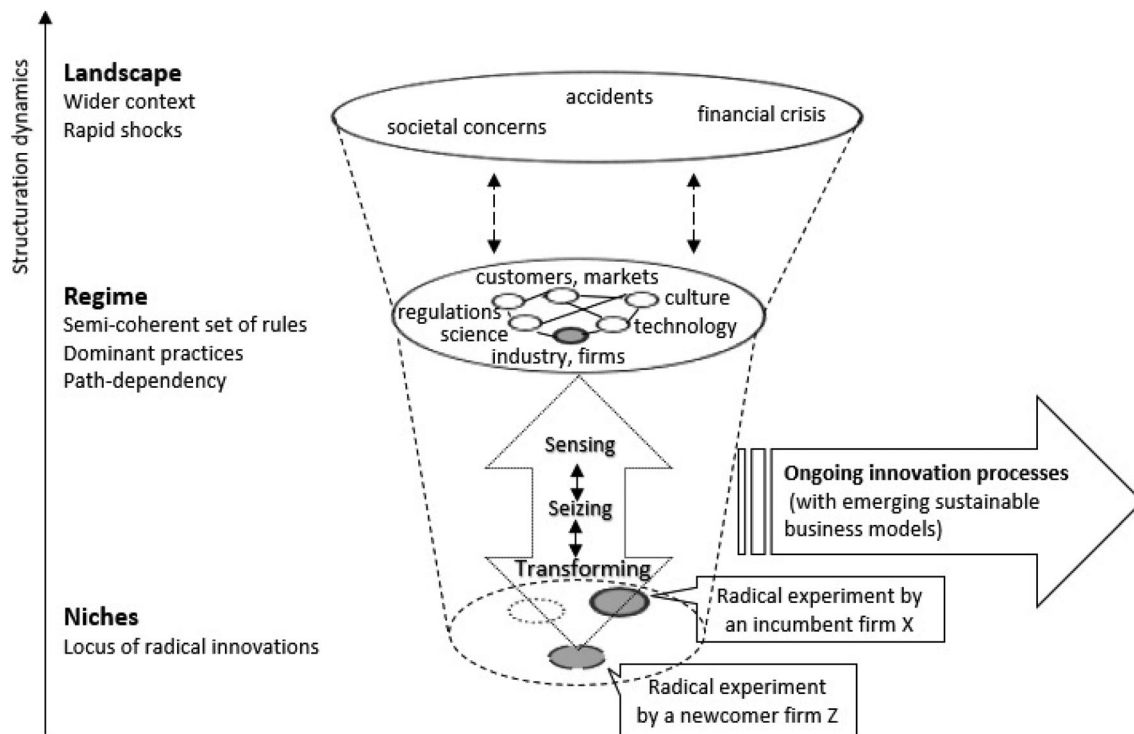 Structuration dynamics
Landscape
Wider context
Rapid shocks
accidents
societal concerns
financial crisis
Regime
Semi-coherent set of rules
Dominant practices
Path-dependency
customers, markets
regulations
culture
science
technology
industry, firms
Sensing
Seizing
Transforming
Ongoing innovation processes
(with emerging sustainable
business models)
Niches
Locus of radical innovations
Radical experiment by
an incumbent firm X
Radical experiment
by a newcomer firm Z